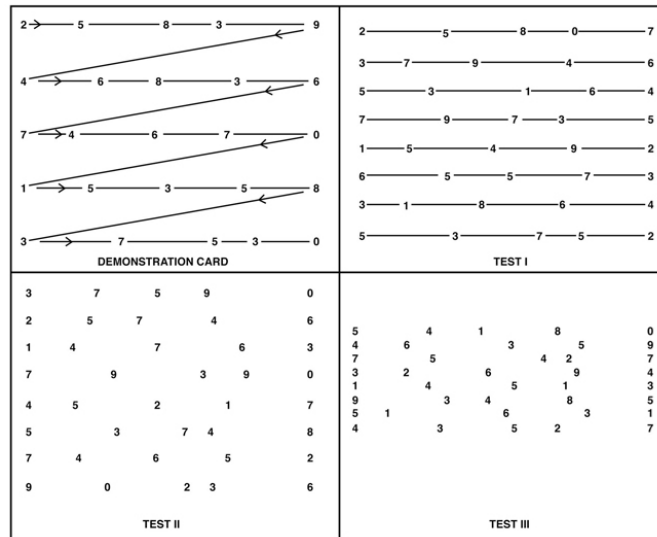 2 5 8 3 9
4 6 8 3 6
7 4 6 7 0
1 5 3 5 8
3 7 5 3 0
DEMONSTRATION CARD
2 5 8 0 7
3 7 9 4 6
5 3 1 6 4
7 9 7 3 5
1 5 4 9 2
6 5 5 7 3
3 1 8 6 4
5 3 7 5 2
TEST I
3 7 5 9 0
2 5 7 4 6
1 4 7 6 3
7 9 3 9 0
4 5 2 1 7
5 3 7 4 8
7 4 6 5 2
9 0 2 3 6
TEST II
5 4 1 8 0
4 6 3 5 9
7 5 4 2 7
3 2 6 9 4
1 4 5 1 3
9 3 4 8 5
5 1 6 3 1
4 3 5 2 7
TEST III